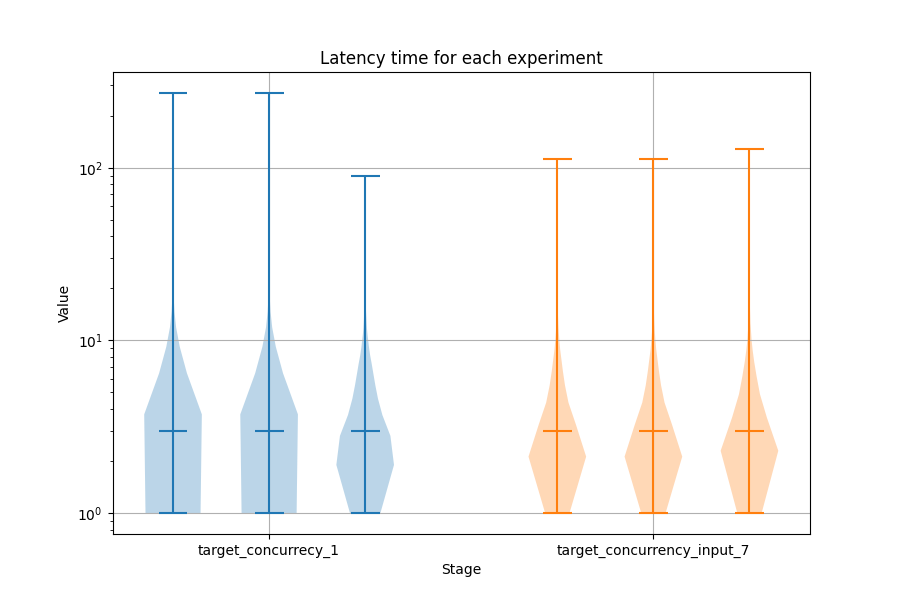 Latency time for each experiment
Value
10²
10¹
10⁰
target_concurrecy_1
target_concurrency_input_7
Stage